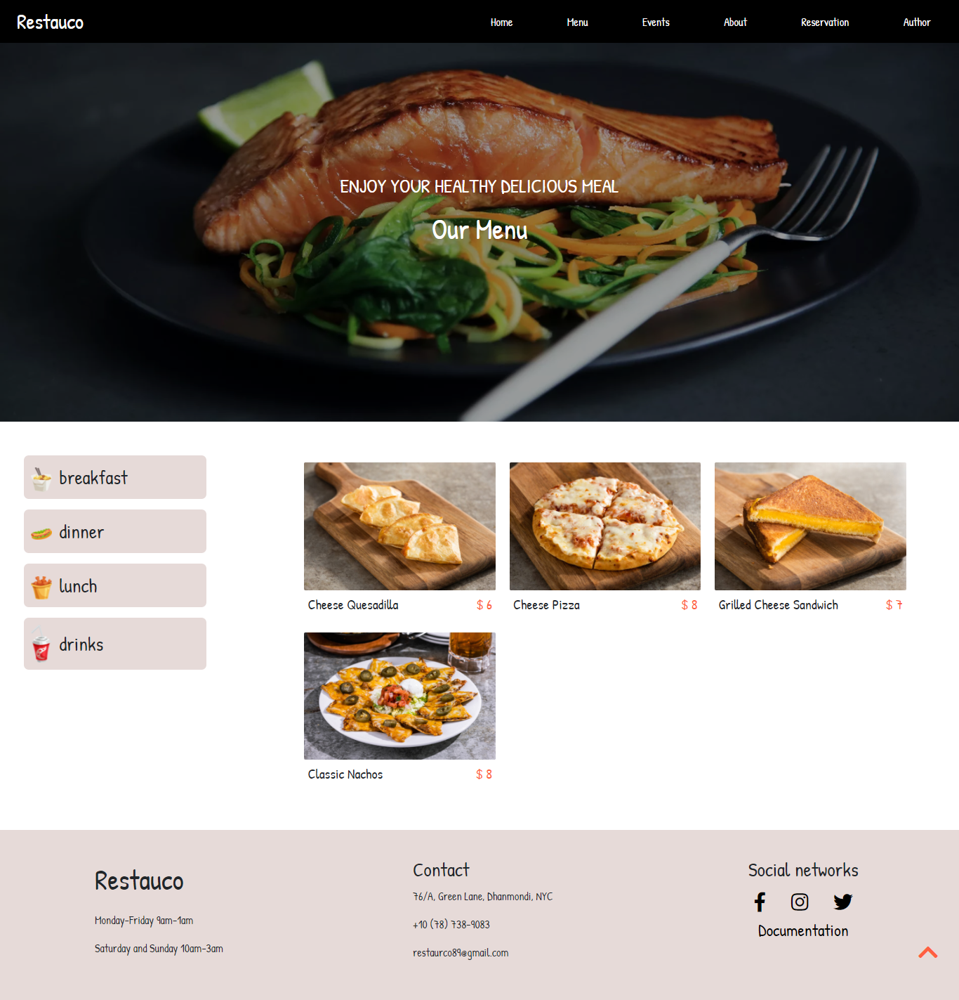 Restauco
Home Menu Events About Reservation Author
ENJOY YOUR HEALTHY DELICIOUS MEAL
Our Menu
breakfast
dinner
lunch
drinks
Cheese Quesadilla $ 6
Cheese Pizza $ 8
Grilled Cheese Sandwich $ 7
Classic Nachos $ 8
Restauco
Monday-Friday 9am-1am
Saturday and Sunday 10am-3am
Contact
76/A, Green Lane, Dhanmondi, NYC
+10 (78) 738-9083
restaurco89@gmail.com
Social networks
Documentation